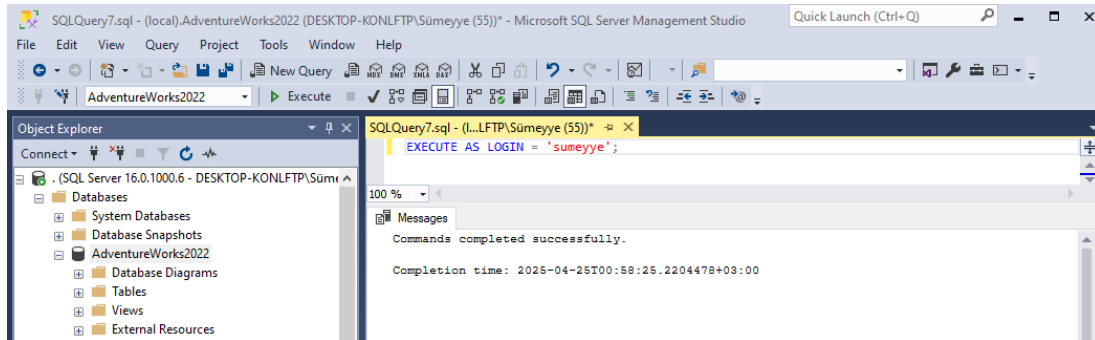 SQLQuery7.sql - (local).AdventureWorks2022 (DESKTOP-KONLFTP\Sümeyye (55))* - Microsoft SQL Server Management Studio
Quick Launch (Ctrl+Q)
File Edit View Query Project Tools Window Help
New Query MDX DMX XMLA DAX
AdventureWorks2022 Execute
Object Explorer
Connect
. (SQL Server 16.0.1000.6 - DESKTOP-KONLFTP\Süme
Databases
System Databases
Database Snapshots
AdventureWorks2022
Database Diagrams
Tables
Views
External Resources
SQLQuery7.sql - (l...LFTP\Sümeyye (55))*
EXECUTE AS LOGIN = 'sumeyye';
100 %
Messages
Commands completed successfully.
Completion time: 2025-04-25T00:58:25.2204478+03:00